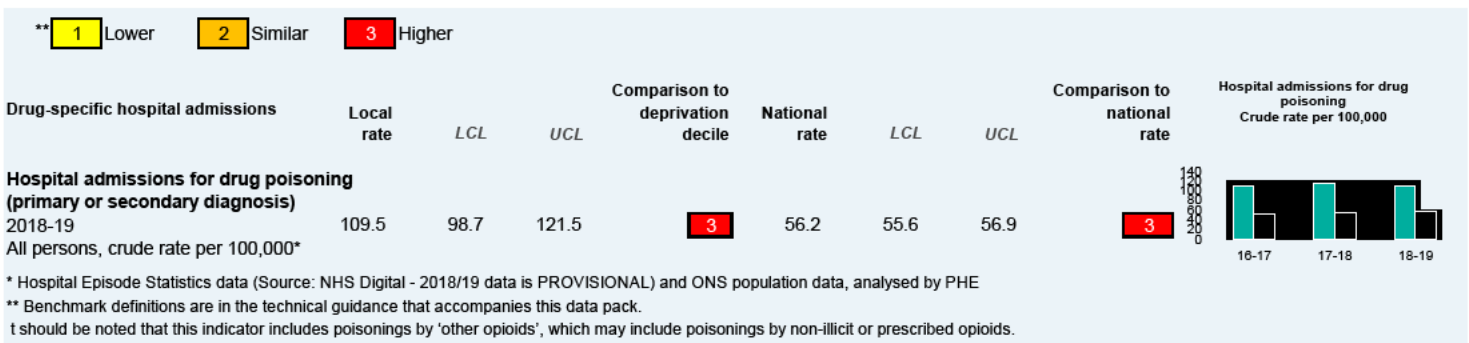 ** 1 Lower 2 Similar 3 Higher
Drug-specific hospital admissions
Local
rate
LCL
UCL
Comparison to
deprivation
decile
National
rate
LCL
UCL
Comparison to
national
rate
Hospital admissions for drug
poisoning
Crude rate per 100,000
Hospital admissions for drug poisoning
(primary or secondary diagnosis)
2018-19
All persons, crude rate per 100,000*
109.5 98.7 121.5 3 56.2 55.6 56.9 3
140
120
100
80
60
40
20
0
16-17 17-18 18-19
* Hospital Episode Statistics data (Source: NHS Digital - 2018/19 data is PROVISIONAL) and ONS population data, analysed by PHE
** Benchmark definitions are in the technical guidance that accompanies this data pack.
t should be noted that this indicator includes poisonings by 'other opioids', which may include poisonings by non-illicit or prescribed opioids.